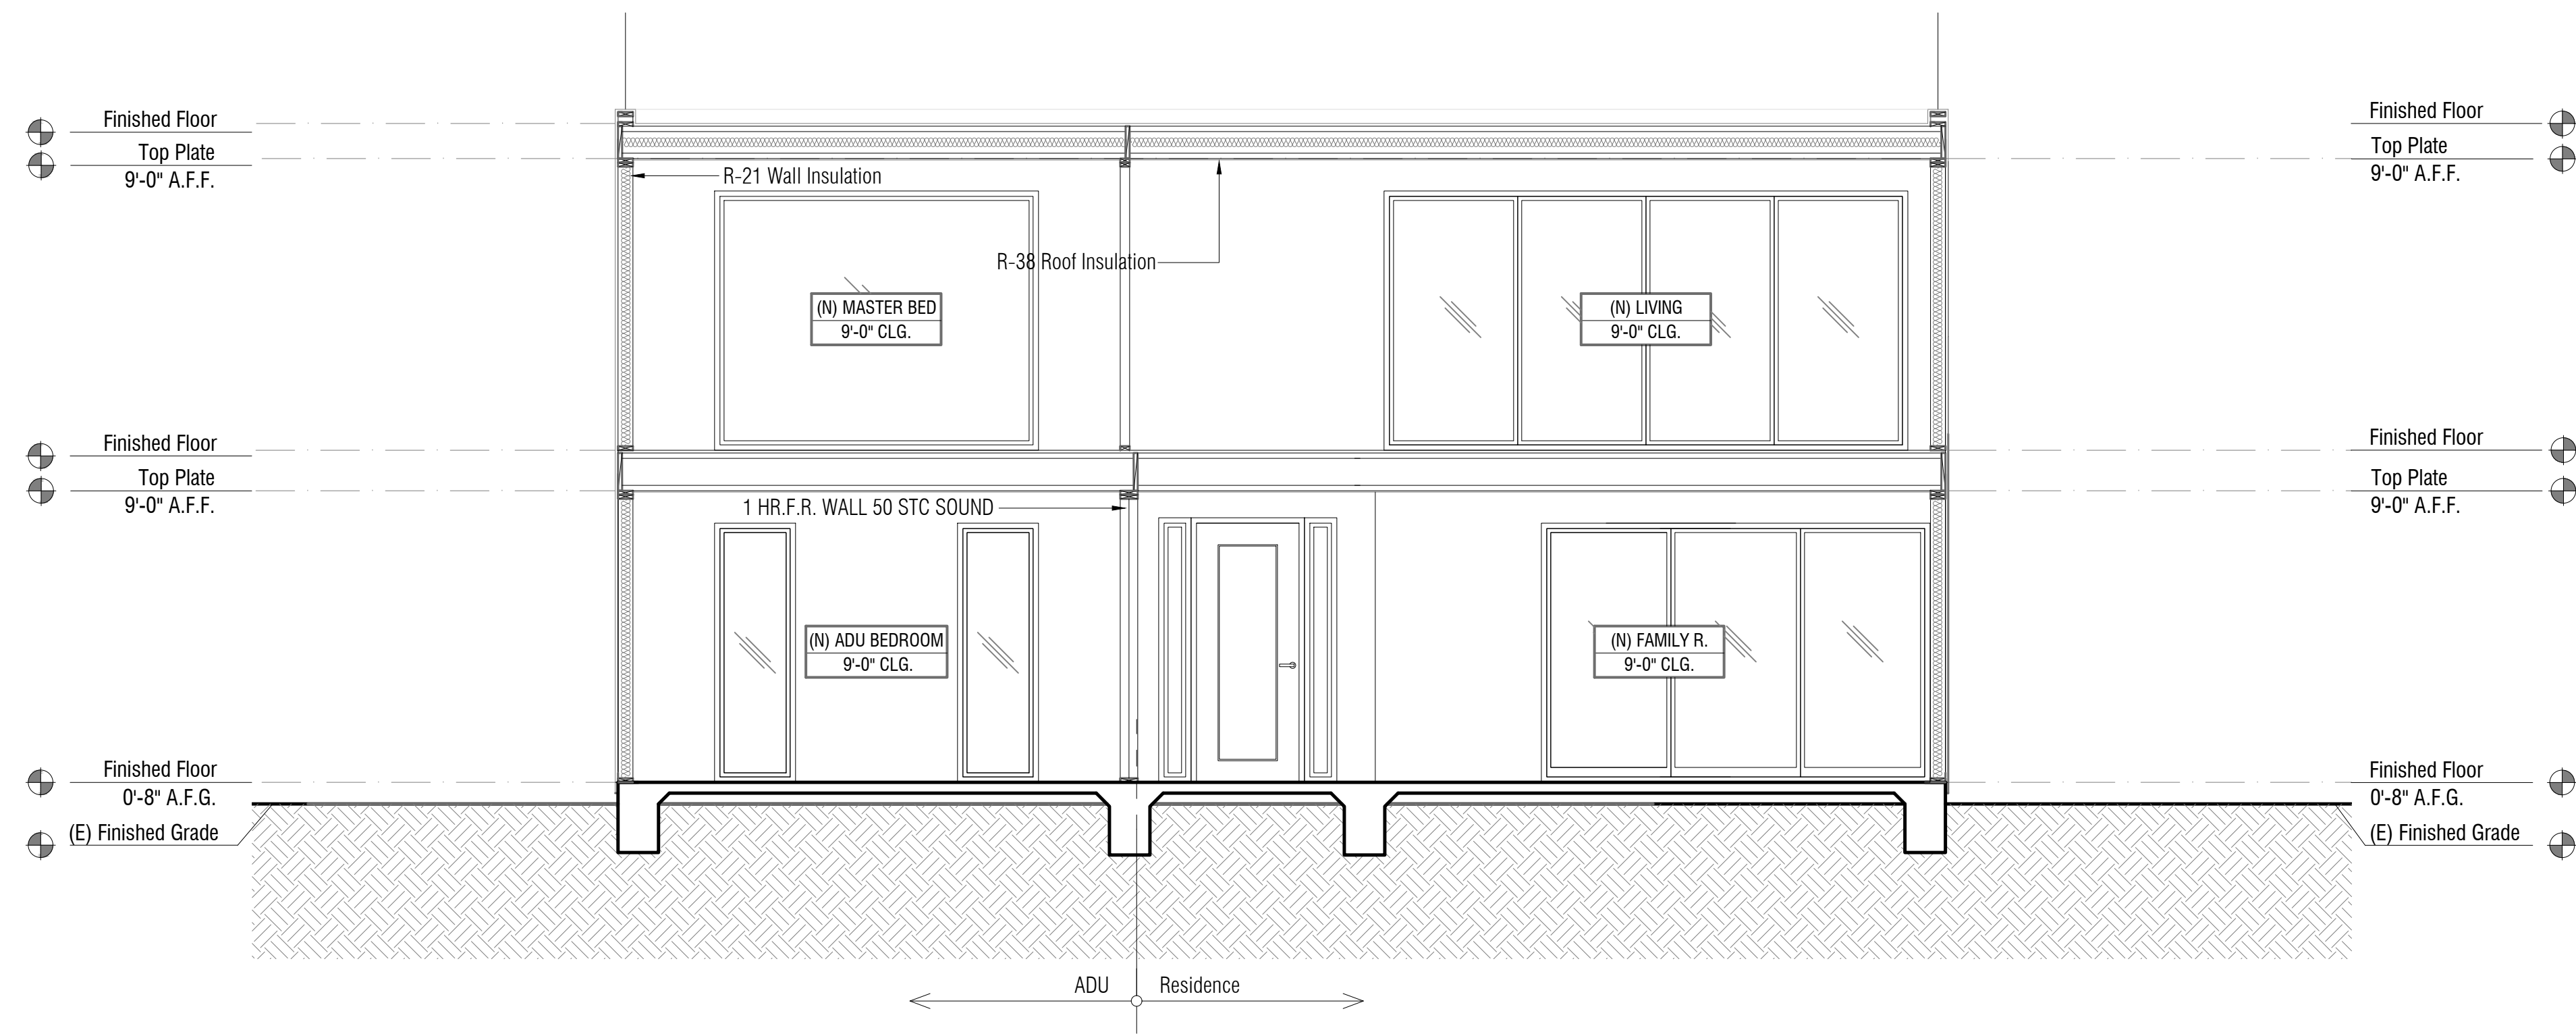 Finished Floor
Finished Floor
Top Plate
Top Plate
9'-0" A.F.F.
9'-0" A.F.F.
R-21 Wall Insulation
R-38 Roof Insulation
(N) MASTER BED
9'-0" CLG.
(N) LIVING
9'-0" CLG.
Finished Floor
Finished Floor
Top Plate
Top Plate
9'-0" A.F.F.
9'-0" A.F.F.
1 HR.F.R. WALL 50 STC SOUND
(N) ADU BEDROOM
9'-0" CLG.
(N) FAMILY R.
9'-0" CLG.
Finished Floor
Finished Floor
0'-8" A.F.G.
0'-8" A.F.G.
(E) Finished Grade
(E) Finished Grade
ADU
Residence